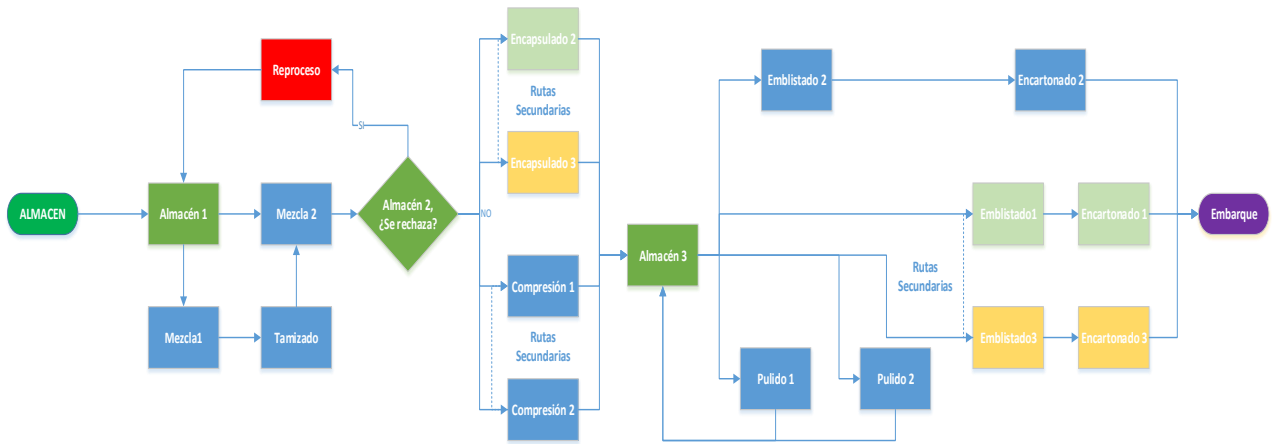 ALMACEN
Almacén 1
Mezcla1
Tamizado
Mezcla 2
Reproceso
SI
Almacén 2,
¿Se rechaza?
NO
Encapsulado 2
Rutas
Secundarias
Encapsulado 3
Compresión 1
Rutas
Secundarias
Compresión 2
Almacén 3
Emblistado 2
Encartonado 2
Emblistado1
Encartonado 1
Rutas
Secundarias
Emblistado3
Encartonado 3
Pulido 1
Pulido 2
Embarque